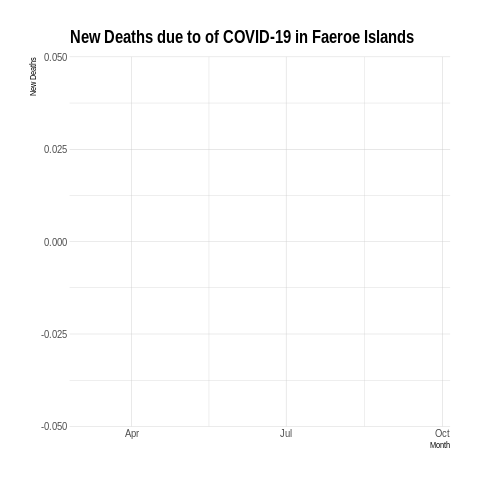 New Deaths due to of COVID-19 in Faeroe Islands
New Deaths
0.050
0.025
0.000
-0.025
-0.050
Apr
Jul
Oct
Month